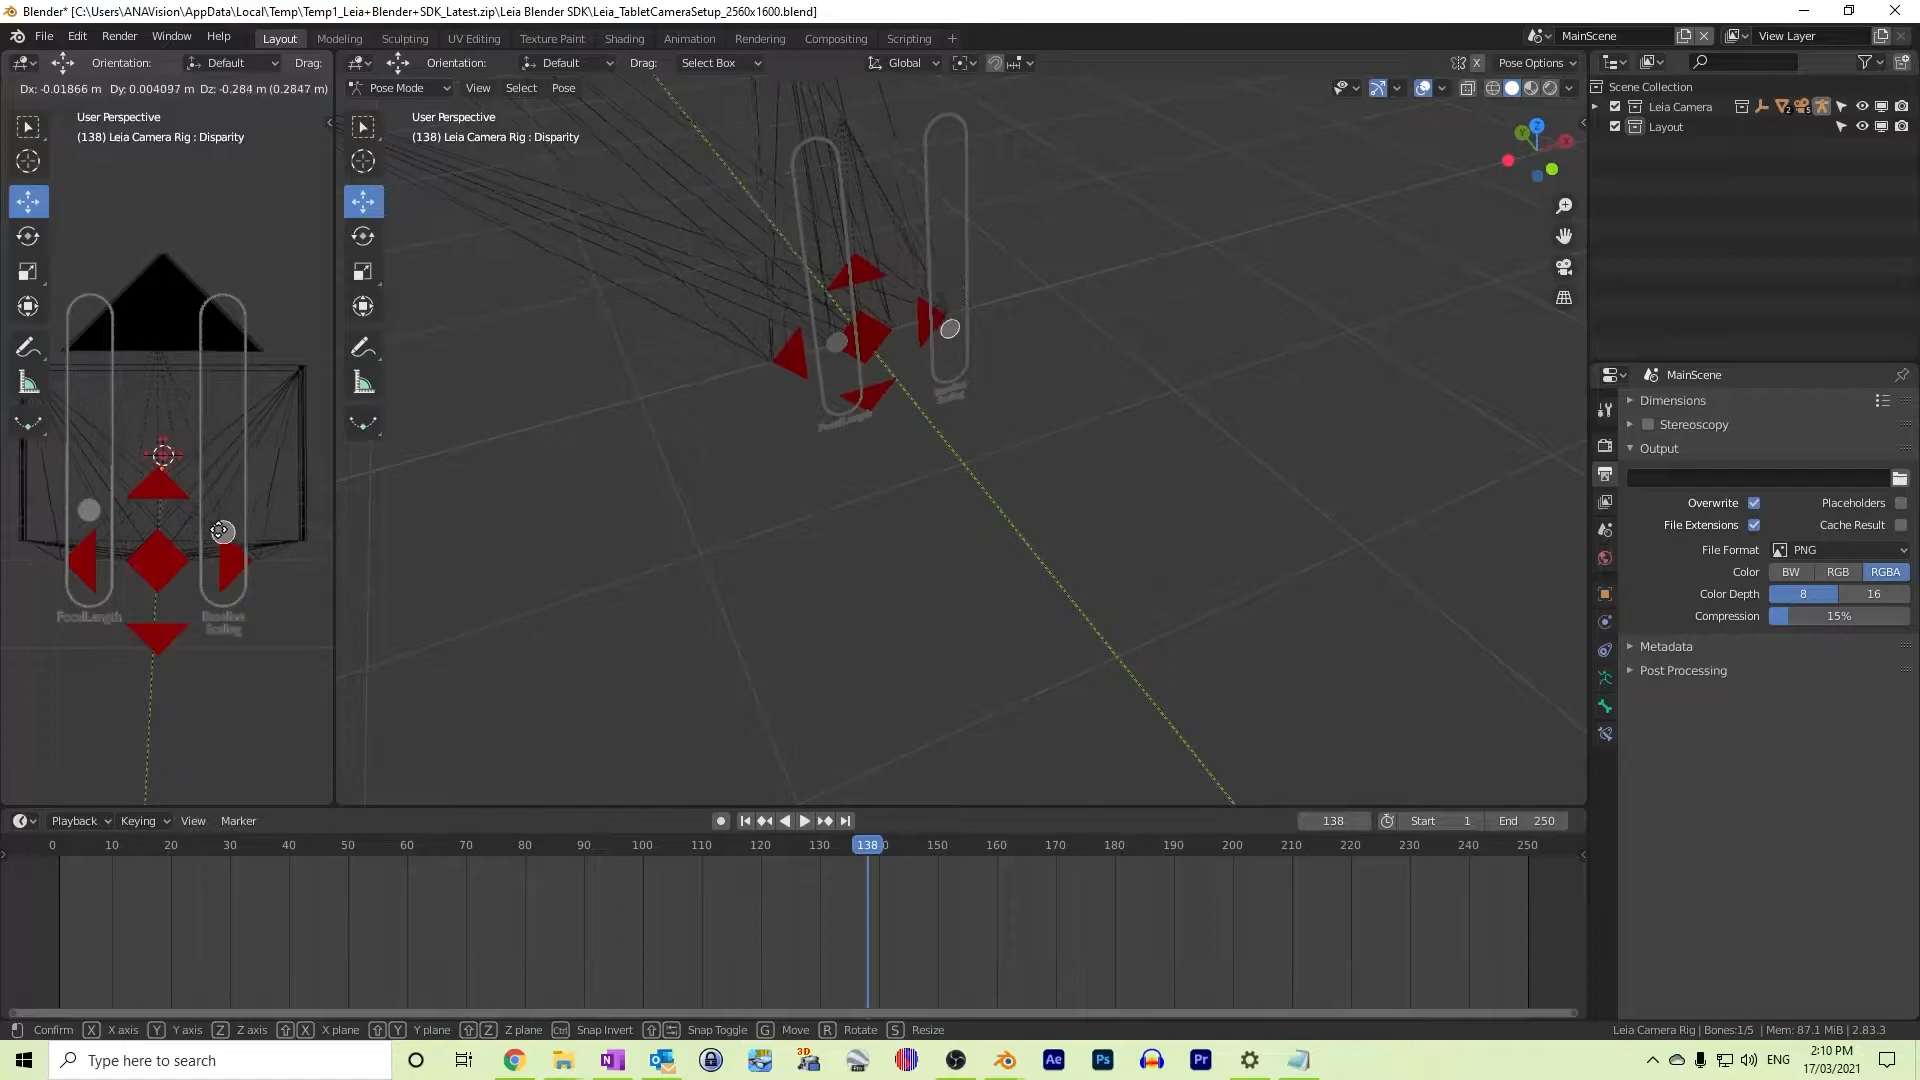 Blender* [C:\Users\ANAVision\AppData\Local\Temp\Temp1_Leia+Blender+SDK_Latest.zip\Leia Blender SDK\Leia_TabletCameraSetup_2560x1600.blend]
File Edit Render Window Help Layout Modeling Sculpting UV Editing Texture Paint Shading Animation Rendering Compositing Scripting MainScene View Layer
Orientation: Default Drag: Orientation: Default Drag: Select Box Global X Pose Options
Dx: -0.01866 m Dy: 0.004097 m Dz: -0.284 m (0.2847 m) Pose Mode View Select Pose
Scene Collection
Leia Camera
Layout
User Perspective
(138) Leia Camera Rig : Disparity
User Perspective
(138) Leia Camera Rig : Disparity
Z
Y
X
FocalLength
Baseline
Scaling
MainScene
Dimensions
Stereoscopy
Output
Overwrite Placeholders
File Extensions Cache Result
File Format PNG
Color BW RGB RGBA
Color Depth 8 16
Compression 15%
Metadata
Post Processing
Playback Keying View Marker 138 Start 1 End 250
0 10 20 30 40 50 60 70 80 90 100 110 120 130 138 0 150 160 170 180 190 200 210 220 230 240 250
Confirm X X axis Y Y axis Z Z axis X X plane Y Y plane Z Z plane Ctrl Snap Invert Snap Toggle G Move R Rotate S Resize Leia Camera Rig | Bones:1/5 | Mem: 87.1 MiB | 2.83.3
Type here to search
3D
Pro
Ae
Ps
Pr
ENG
2:10 PM
17/03/2021